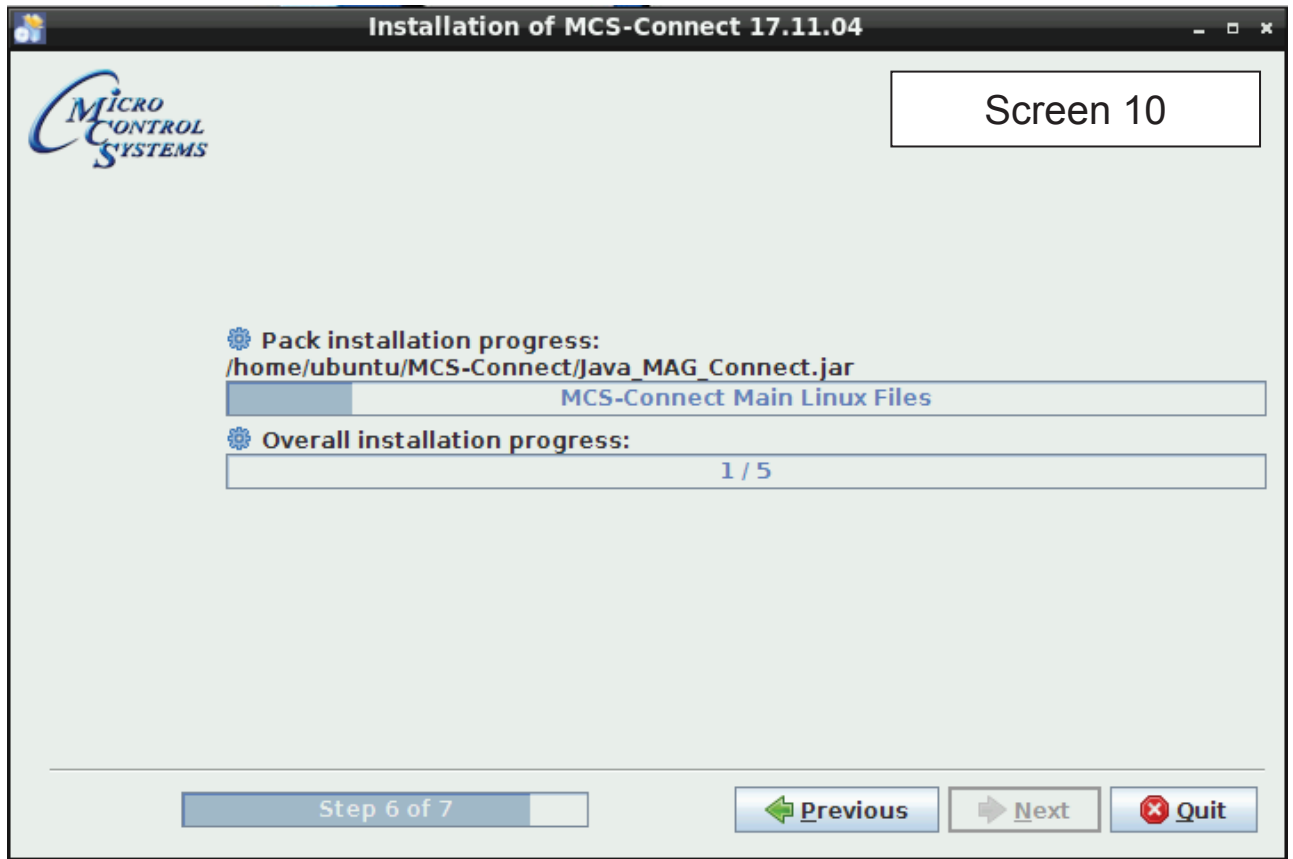 Installation of MCS-Connect 17.11.04
MICRO
CONTROL
SYSTEMS
Screen 10
Pack installation progress:
/home/ubuntu/MCS-Connect/Java_MAG_Connect.jar
MCS-Connect Main Linux Files
Overall installation progress:
1 / 5
Step 6 of 7
Previous
Next
Quit